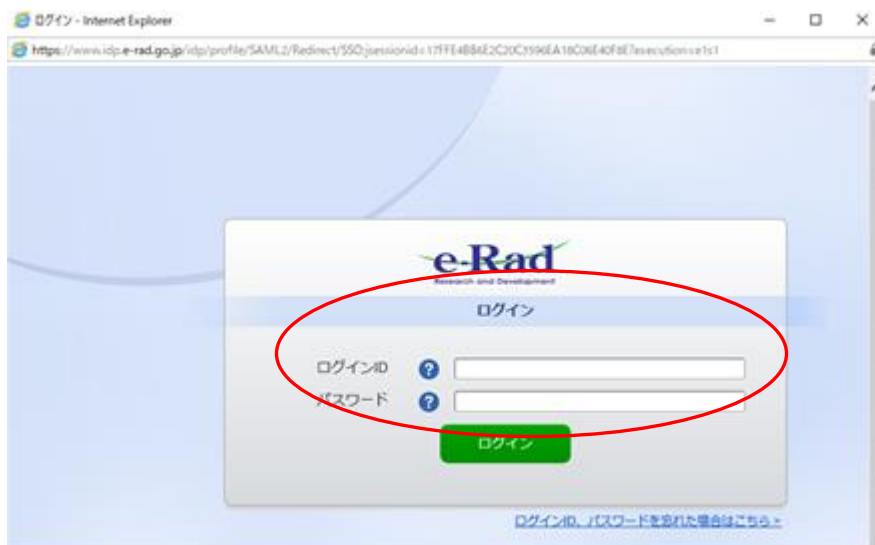 ログイン - Internet Explorer
https://www.idp.e-rad.go.jp/idp/profile/SAML2/Redirect/SSO;jsessionid=
e-Rad
Research and Development
ログイン
ログインID
パスワード
ログイン
ログインID、パスワードを忘れた場合はこちら>